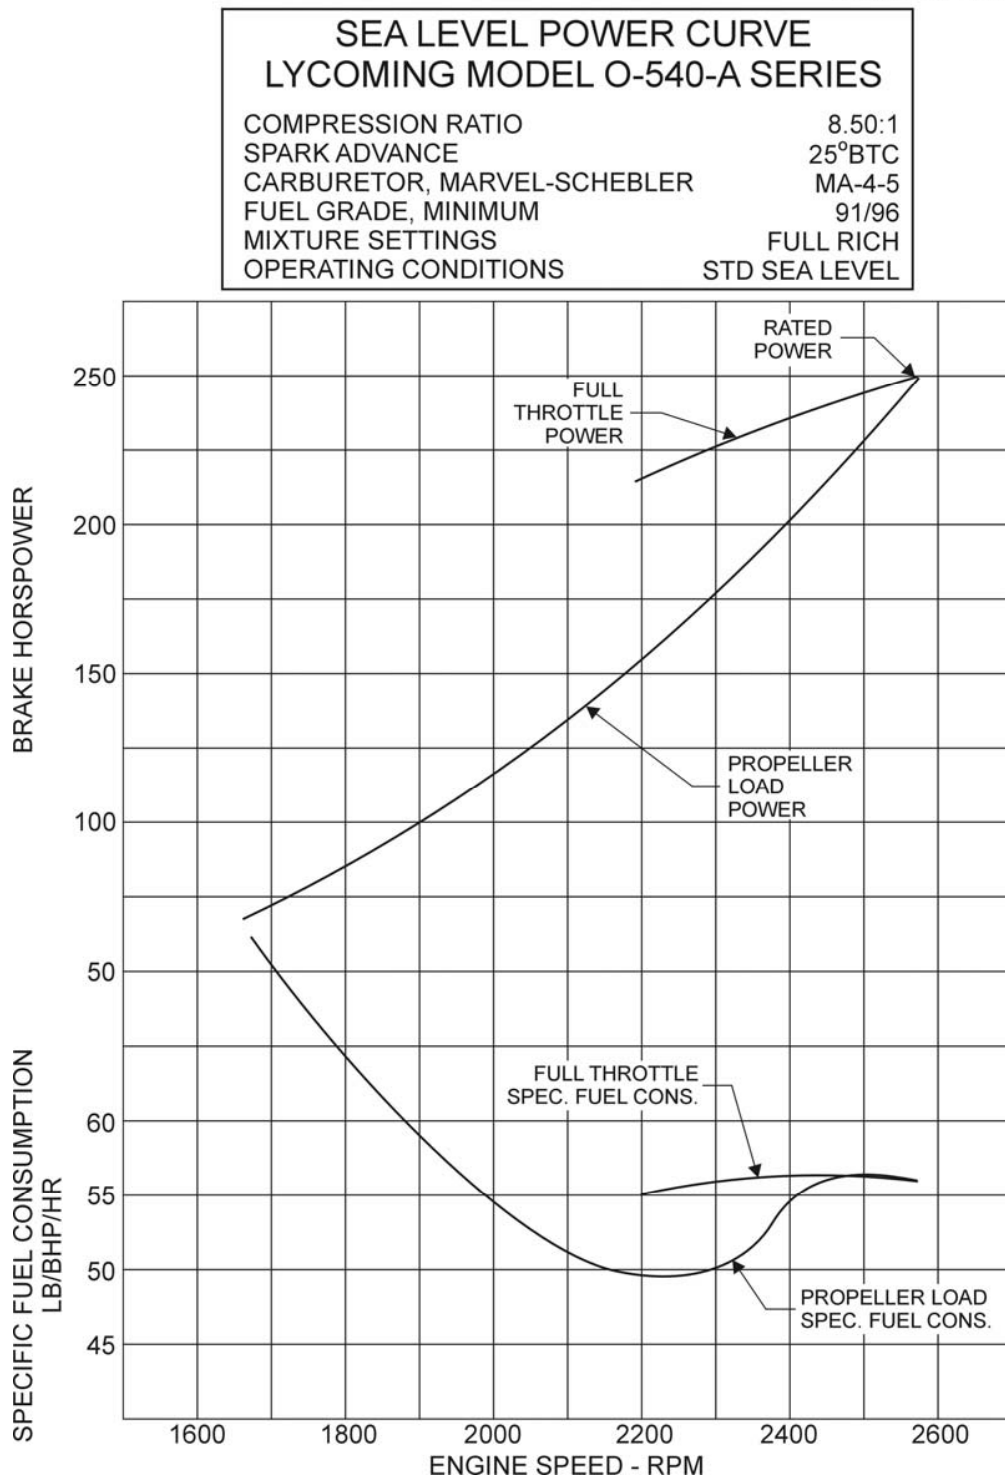 SEA LEVEL POWER CURVE
LYCOMING MODEL O-540-A SERIES
COMPRESSION RATIO 8.50:1
SPARK ADVANCE 25°BTC
CARBURETOR, MARVEL-SCHEBLER MA-4-5
FUEL GRADE, MINIMUM 91/96
MIXTURE SETTINGS FULL RICH
OPERATING CONDITIONS STD SEA LEVEL
RATED
POWER
FULL
THROTTLE
POWER
PROPELLER
LOAD
POWER
FULL THROTTLE
SPEC. FUEL CONS.
PROPELLER LOAD
SPEC. FUEL CONS.
BRAKE HORSPOWER
250
200
150
100
50
SPECIFIC FUEL CONSUMPTION
LB/BHP/HR
60
55
50
45
1600 1800 2000 2200 2400 2600
ENGINE SPEED - RPM